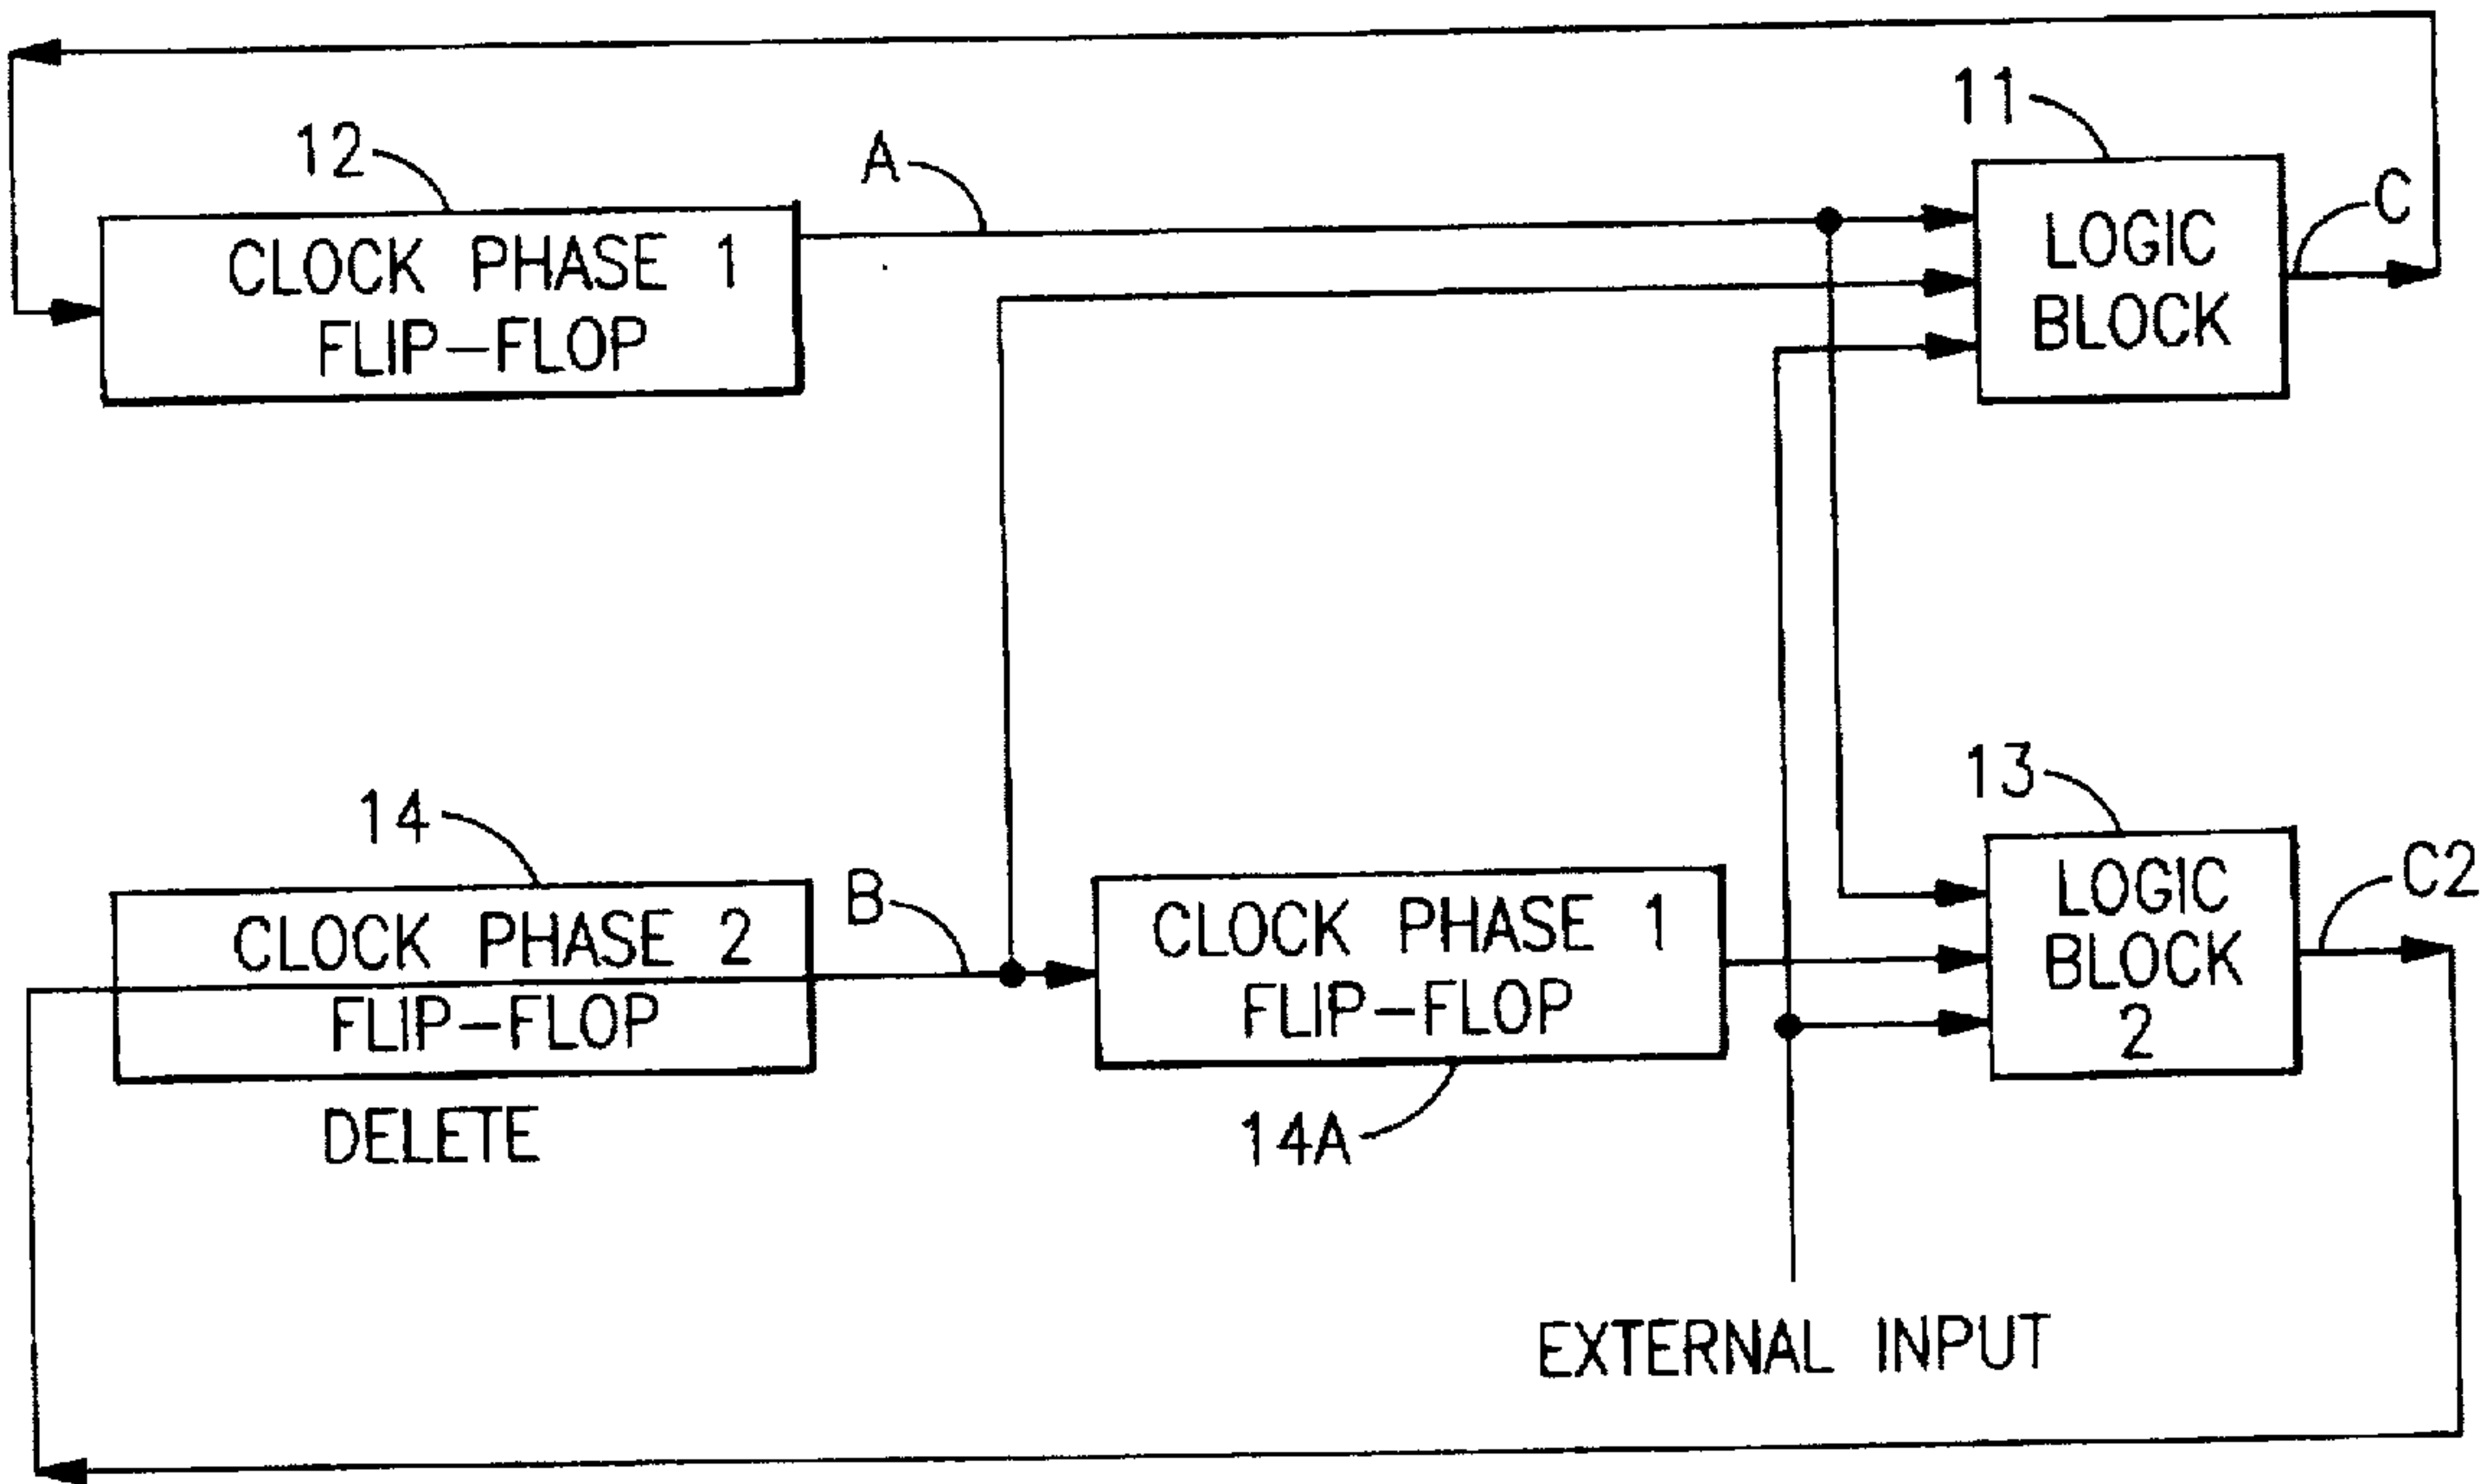 11
12
A
C
CLOCK PHASE 1
FLIP-FLOP
LOGIC
BLOCK
13
14
B
C2
CLOCK PHASE 2
FLIP-FLOP
CLOCK PHASE 1
FLIP-FLOP
LOGIC
BLOCK
2
DELETE
14A
EXTERNAL INPUT